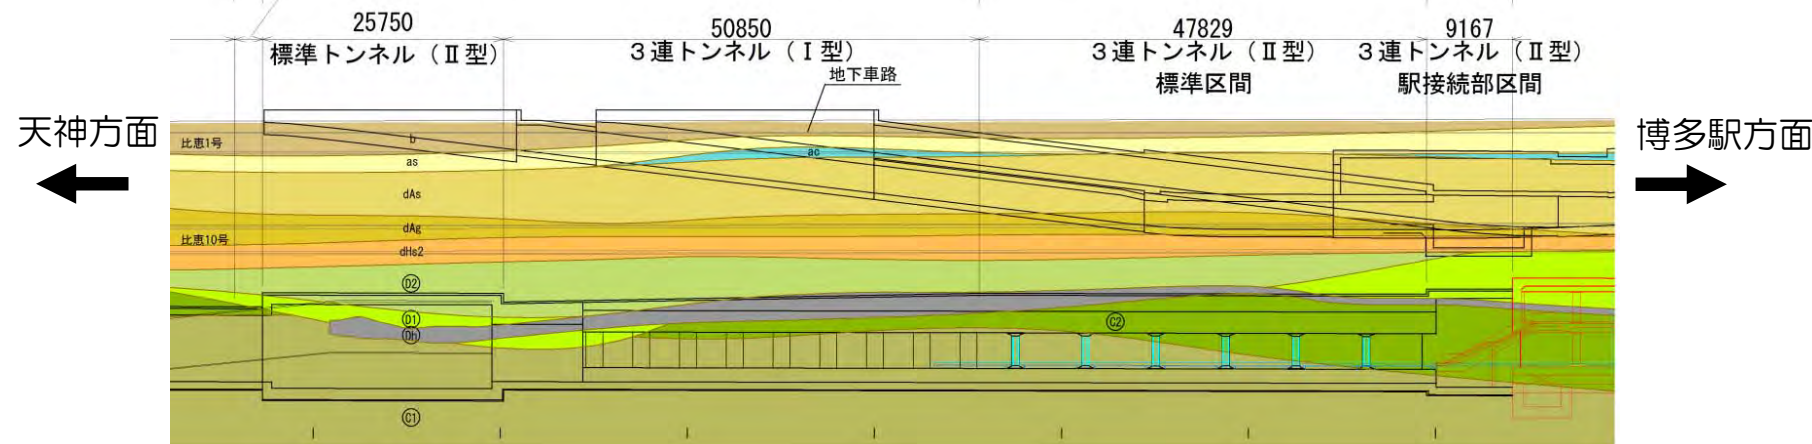 25750
標準トンネル（Ⅱ型）
50850
３連トンネル（Ⅰ型）
47829
３連トンネル（Ⅱ型）
標準区間
9167
３連トンネル（Ⅱ型）
駅接続部区間
地下車路
天神方面
博多駅方面
比恵1号
b
as
ac
dAs
dAg
比恵10号
dHs2
D2
D1
Dh
C2
C1